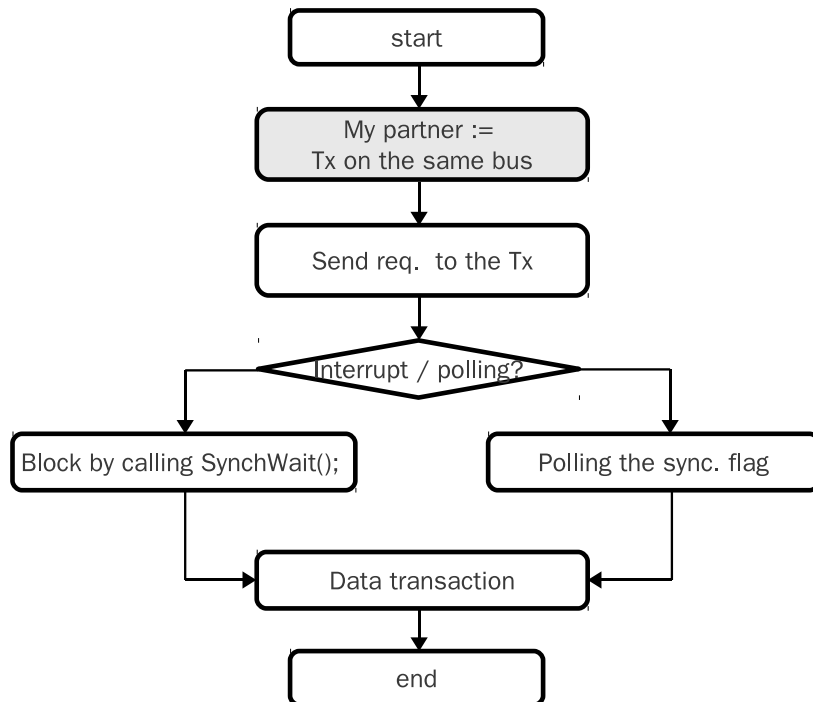 start
My partner :=
Tx on the same bus
Send req. to the Tx
Interrupt / polling?
Block by calling SynchWait();
Polling the sync. flag
Data transaction
end